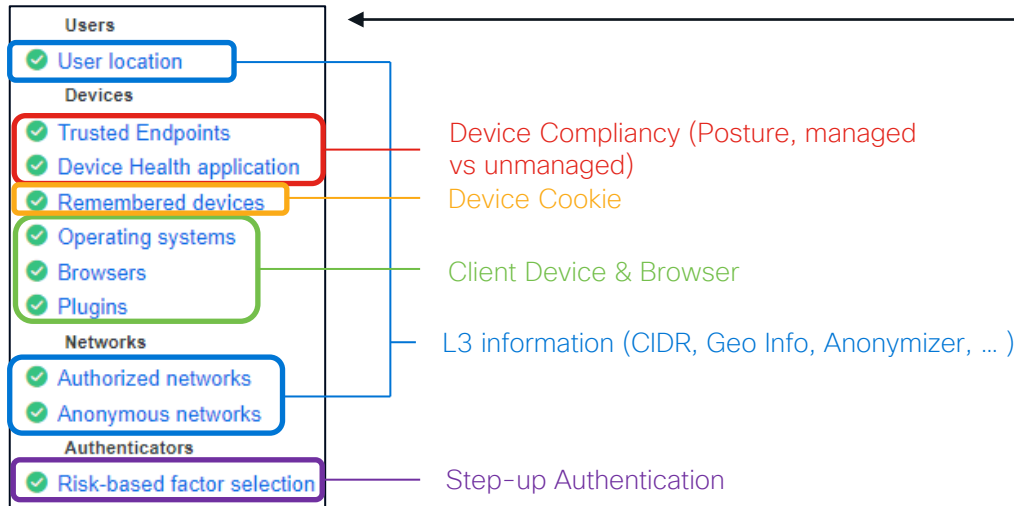 Users
User location
Devices
Trusted Endpoints
Device Health application
Remembered devices
Operating systems
Browsers
Plugins
Networks
Authorized networks
Anonymous networks
Authenticators
Risk-based factor selection
Device Compliancy (Posture, managed
vs unmanaged)
Device Cookie
Client Device & Browser
L3 information (CIDR, Geo Info, Anonymizer, … )
Step-up Authentication